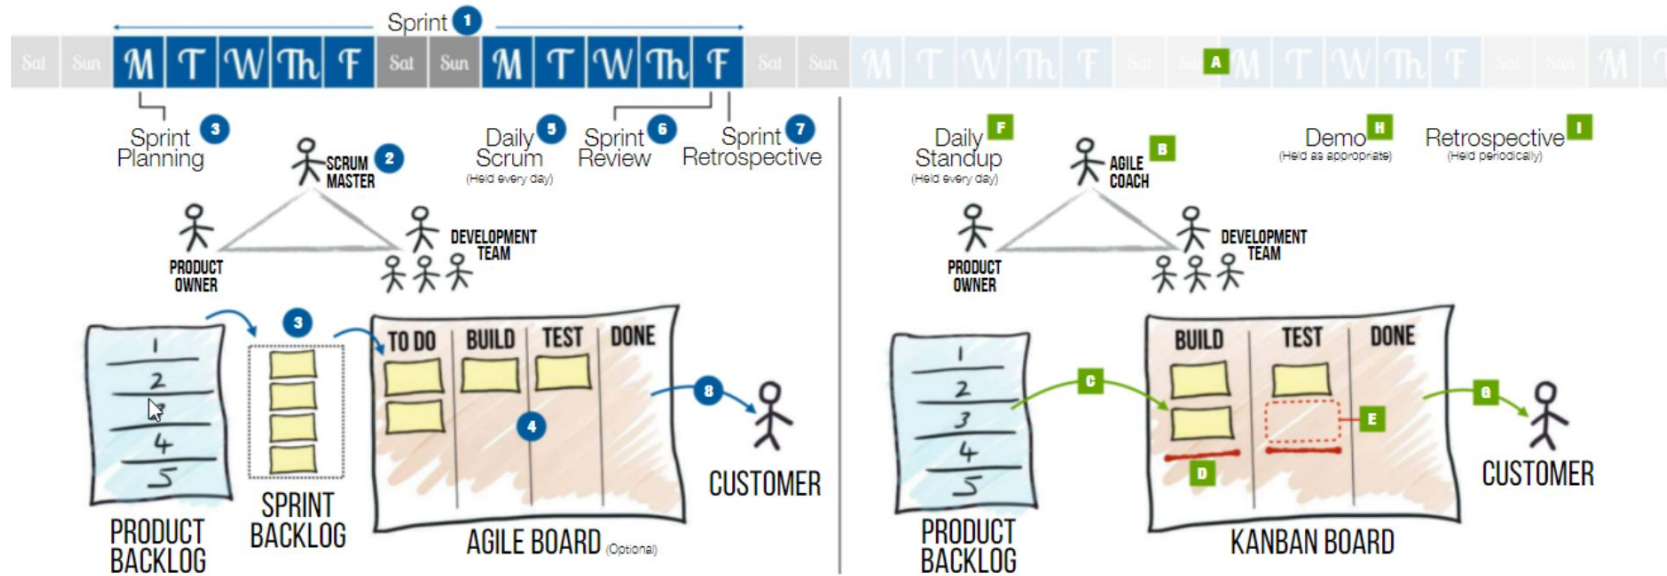 Sprint 1
Sat Sun M T W Th F Sat Sun M T W Th F Sat Sun M T W Th F Sat A M T W Th F Sat Sun M
Sprint 3
Planning
Daily 5
Scrum
(Held every day)
Sprint 6
Review
Sprint 7
Retrospective
SCRUM 2
MASTER
PRODUCT
OWNER
DEVELOPMENT
TEAM
3
1
2
4
5
PRODUCT
BACKLOG
SPRINT
BACKLOG
TO DO BUILD TEST DONE
4
8
AGILE BOARD (Optional)
CUSTOMER
Daily F
Standup
(Held every day)
Demo H
(Held as appropriate)
Retrospective I
(Held periodically)
AGILE B
COACH
PRODUCT
OWNER
DEVELOPMENT
TEAM
1
2
3
4
5
PRODUCT
BACKLOG
C
BUILD TEST DONE
E
D
G
KANBAN BOARD
CUSTOMER